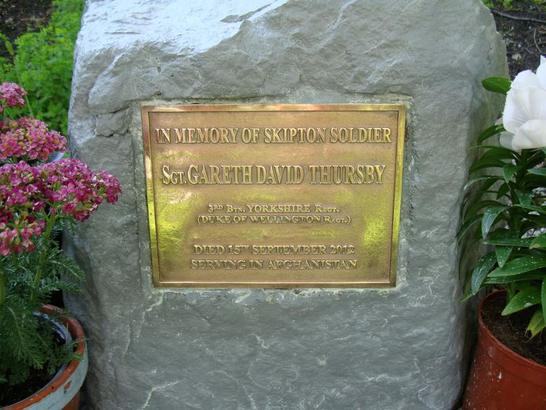 IN MEMORY OF SKIPTON SOLDIER
SGT. GARETH DAVID THURSBY
3RD BTN. YORKSHIRE REGT.
(DUKE OF WELLINGTON REGT.)
DIED 15TH SEPTEMBER 2012
SERVING IN AFGHANISTAN